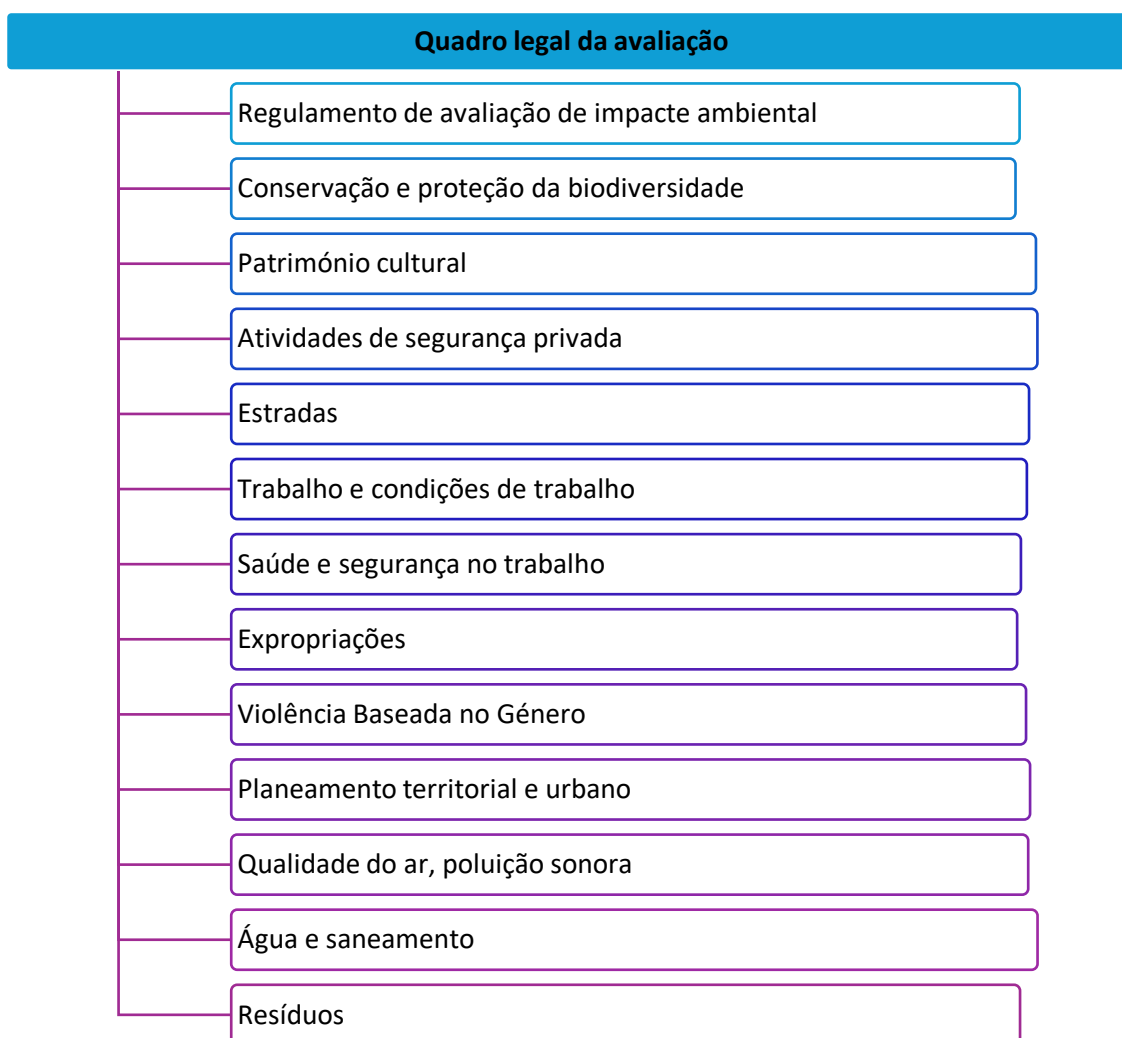 Quadro legal da avaliação
Regulamento de avaliação de impacte ambiental
Conservação e proteção da biodiversidade
Património cultural
Atividades de segurança privada
Estradas
Trabalho e condições de trabalho
Saúde e segurança no trabalho
Expropriações
Violência Baseada no Género
Planeamento territorial e urbano
Qualidade do ar, poluição sonora
Água e saneamento
Resíduos